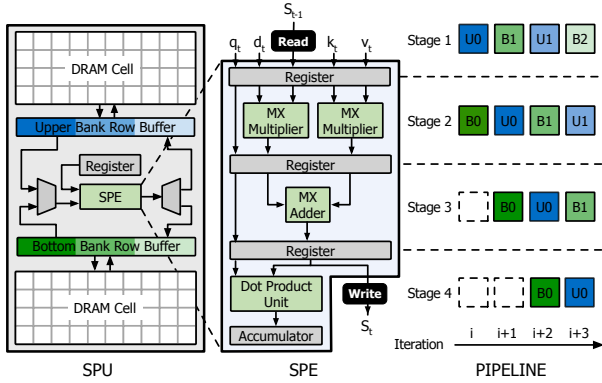 DRAM Cell
Upper Bank Row Buffer
Register
SPE
Bottom Bank Row Buffer
DRAM Cell
SPU
S_{t-1}
Read
q_t d_t k_t v_t
Register
MX Multiplier
MX Multiplier
Register
MX Adder
Register
Dot Product Unit
Write
S_t
Accumulator
SPE
Stage 1 U0 B1 U1 B2
Stage 2 B0 U0 B1 U1
Stage 3 B0 U0 B1
Stage 4 B0 U0
Iteration i i+1 i+2 i+3
PIPELINE